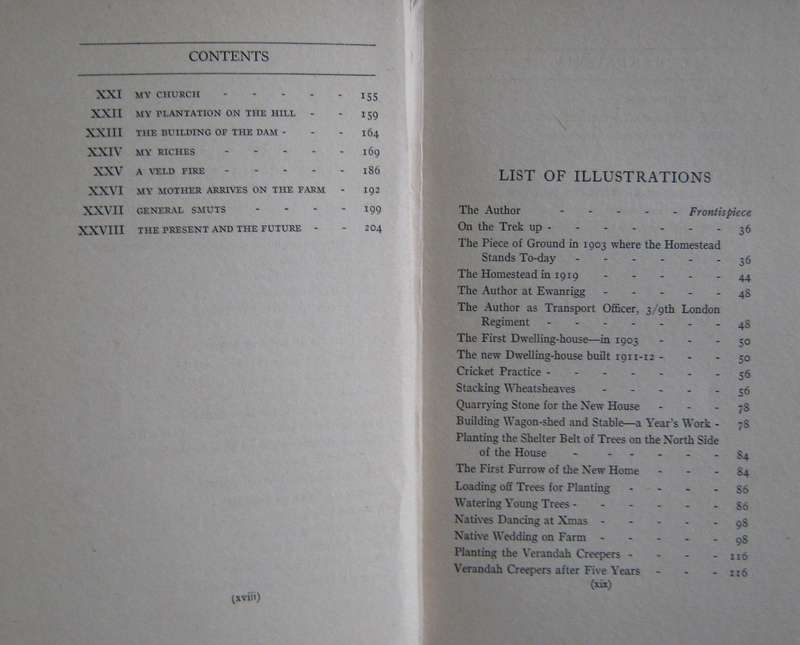 CONTENTS
XXI MY CHURCH - - - - - 155
XXII MY PLANTATION ON THE HILL - - 159
XXIII THE BUILDING OF THE DAM - - - 164
XXIV MY RICHES - - - - - 169
XXV A VELD FIRE - - - - - 186
XXVI MY MOTHER ARRIVES ON THE FARM - 192
XXVII GENERAL SMUTS - - - - 199
XXVIII THE PRESENT AND THE FUTURE - - 204
(xviii)
LIST OF ILLUSTRATIONS
The Author - - - - - Frontispiece
On the Trek up - - - - - - - 36
The Piece of Ground in 1903 where the Homestead
Stands To-day - - - - - - 36
The Homestead in 1919 - - - - - 44
The Author at Ewanrigg - - - - - 48
The Author as Transport Officer, 3/9th London
Regiment - - - - - - - 48
The First Dwelling-house—in 1903 - - - 50
The new Dwelling-house built 1911-12 - - - 50
Cricket Practice - - - - - - - 56
Stacking Wheatsheaves - - - - - 56
Quarrying Stone for the New House - - - 78
Building Wagon-shed and Stable—a Year's Work - 78
Planting the Shelter Belt of Trees on the North Side
of the House - - - - - - 84
The First Furrow of the New Home - - - 84
Loading off Trees for Planting - - - - 86
Watering Young Trees - - - - - - 86
Natives Dancing at Xmas - - - - - 98
Native Wedding on Farm - - - - - 98
Planting the Verandah Creepers - - - - 116
Verandah Creepers after Five Years - - - 116
(xix)